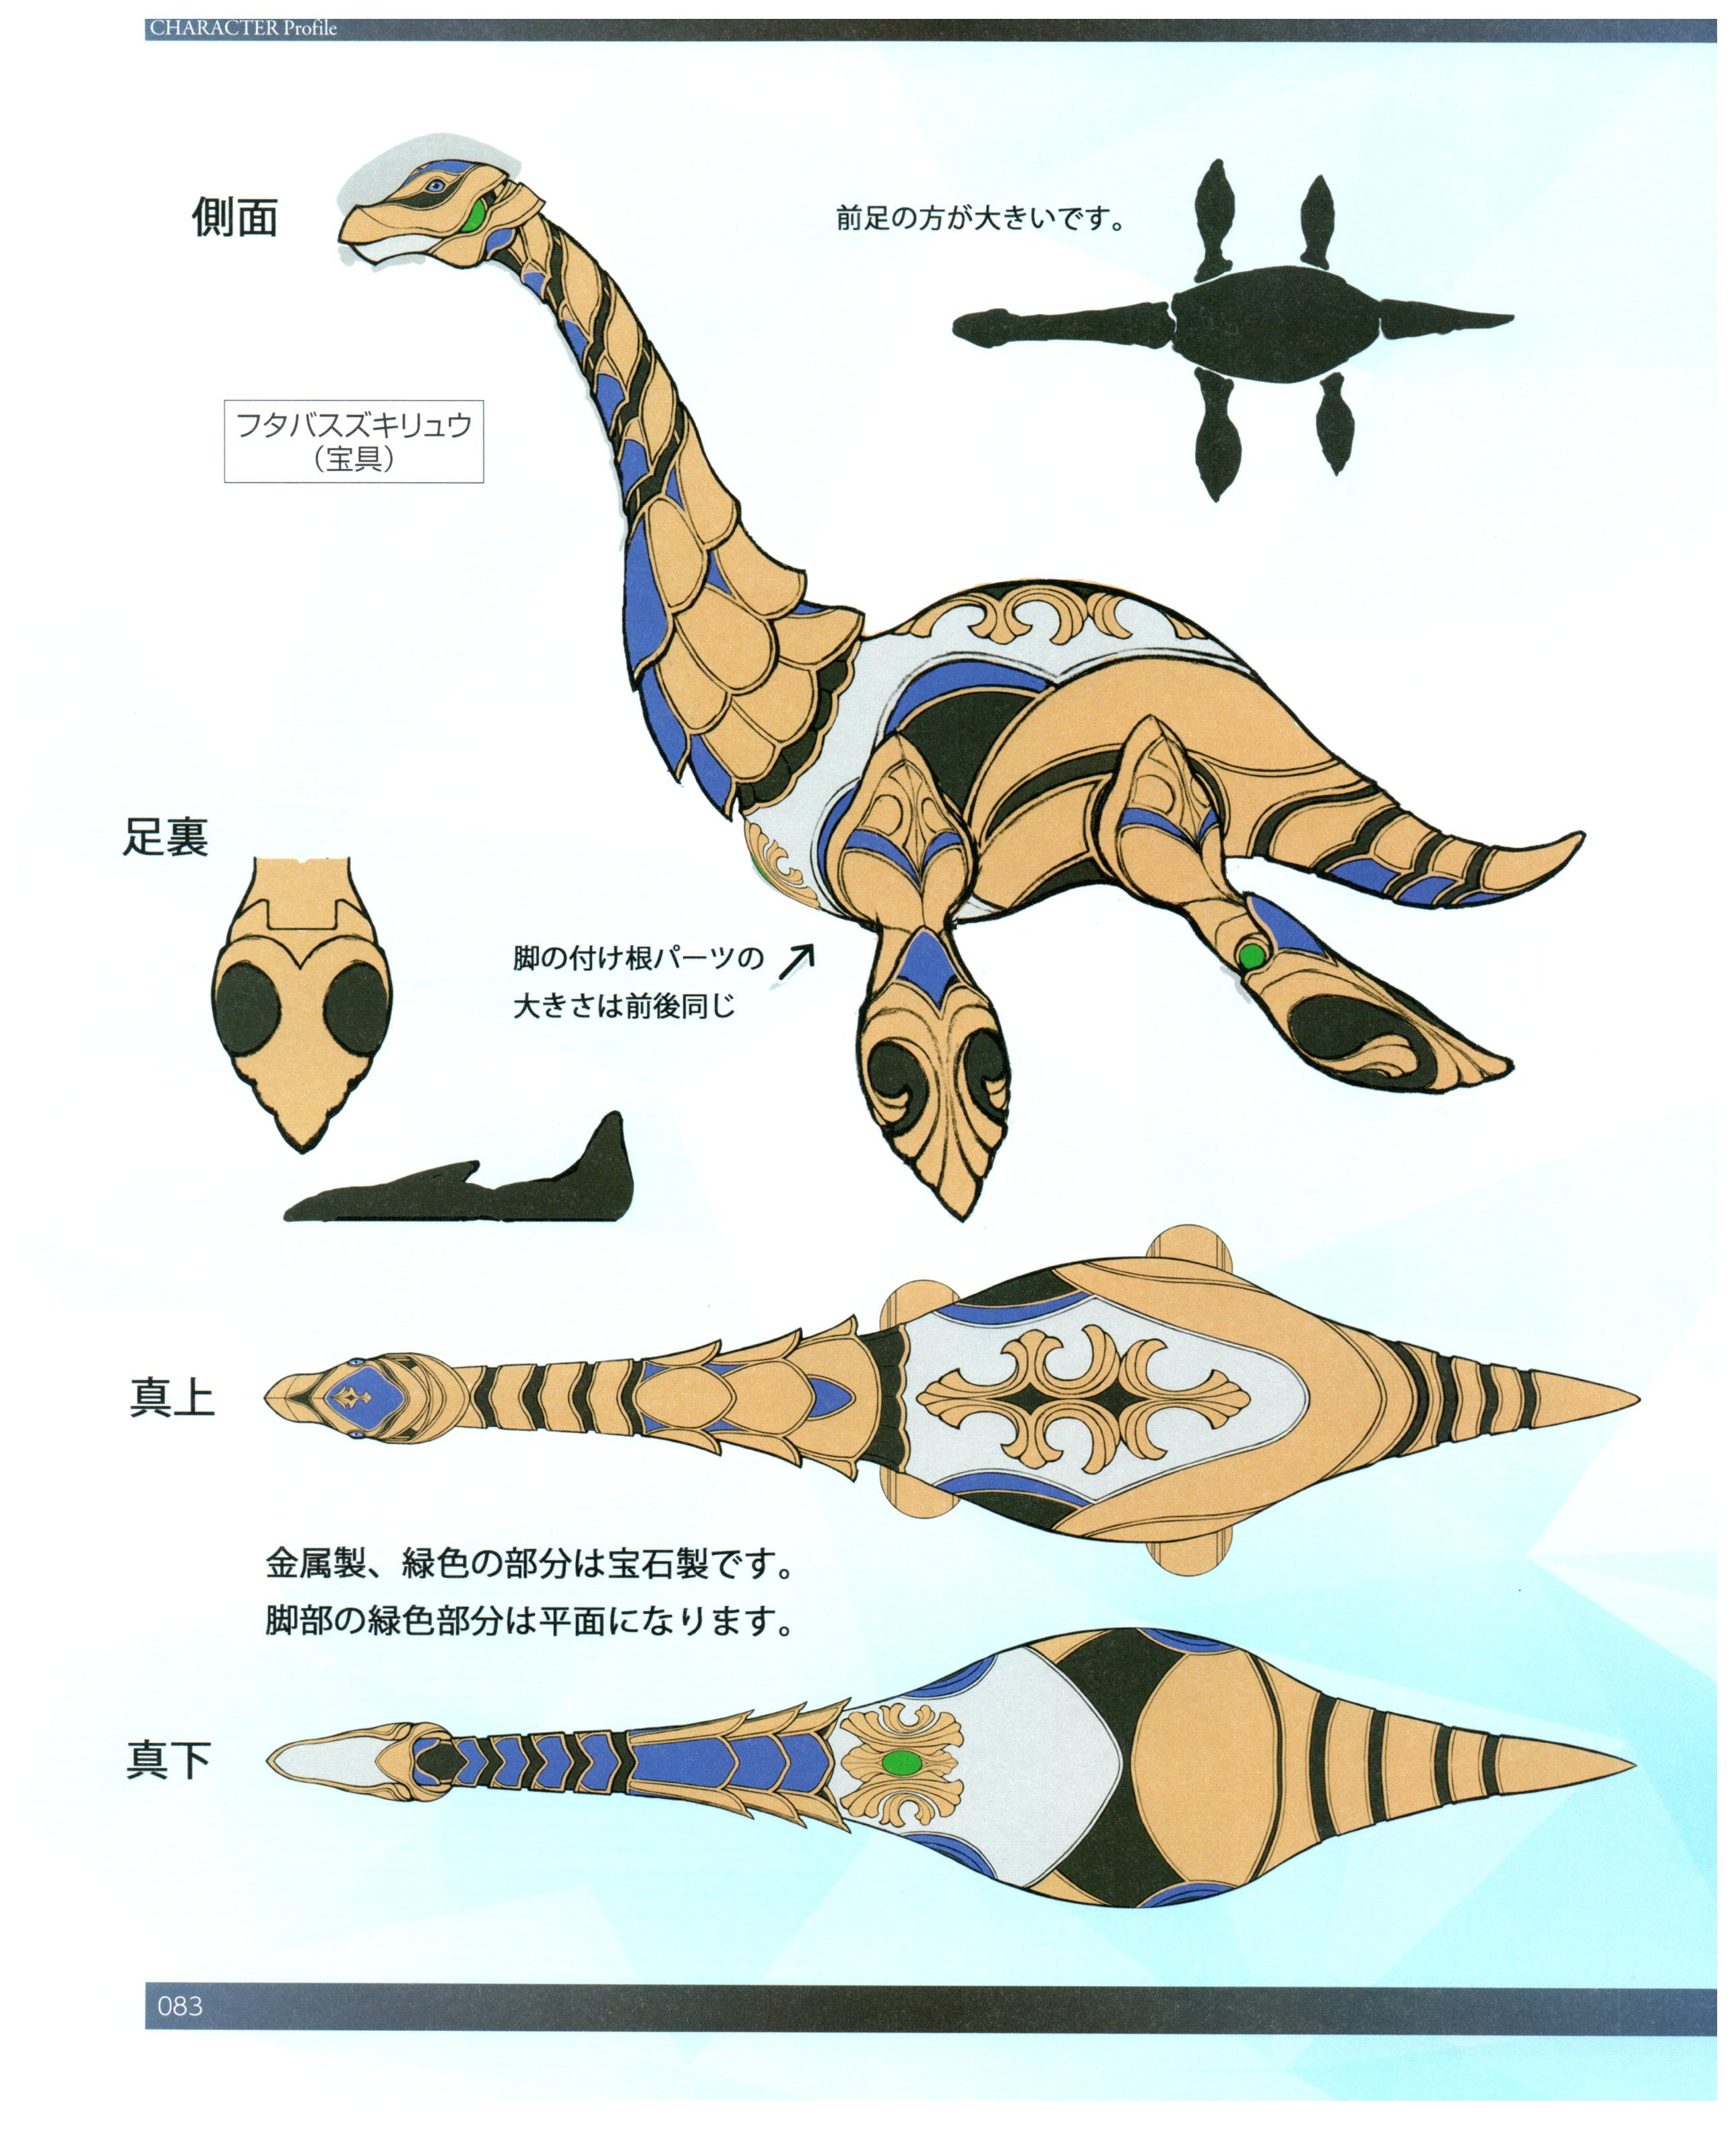 CHARACTER Profile
側面
前足の方が大きいです。
フタバスズキリュウ
（宝具）
足裏
脚の付け根パーツの
大きさは前後同じ
真上
金属製、緑色の部分は宝石製です。
脚部の緑色部分は平面になります。
真下
083